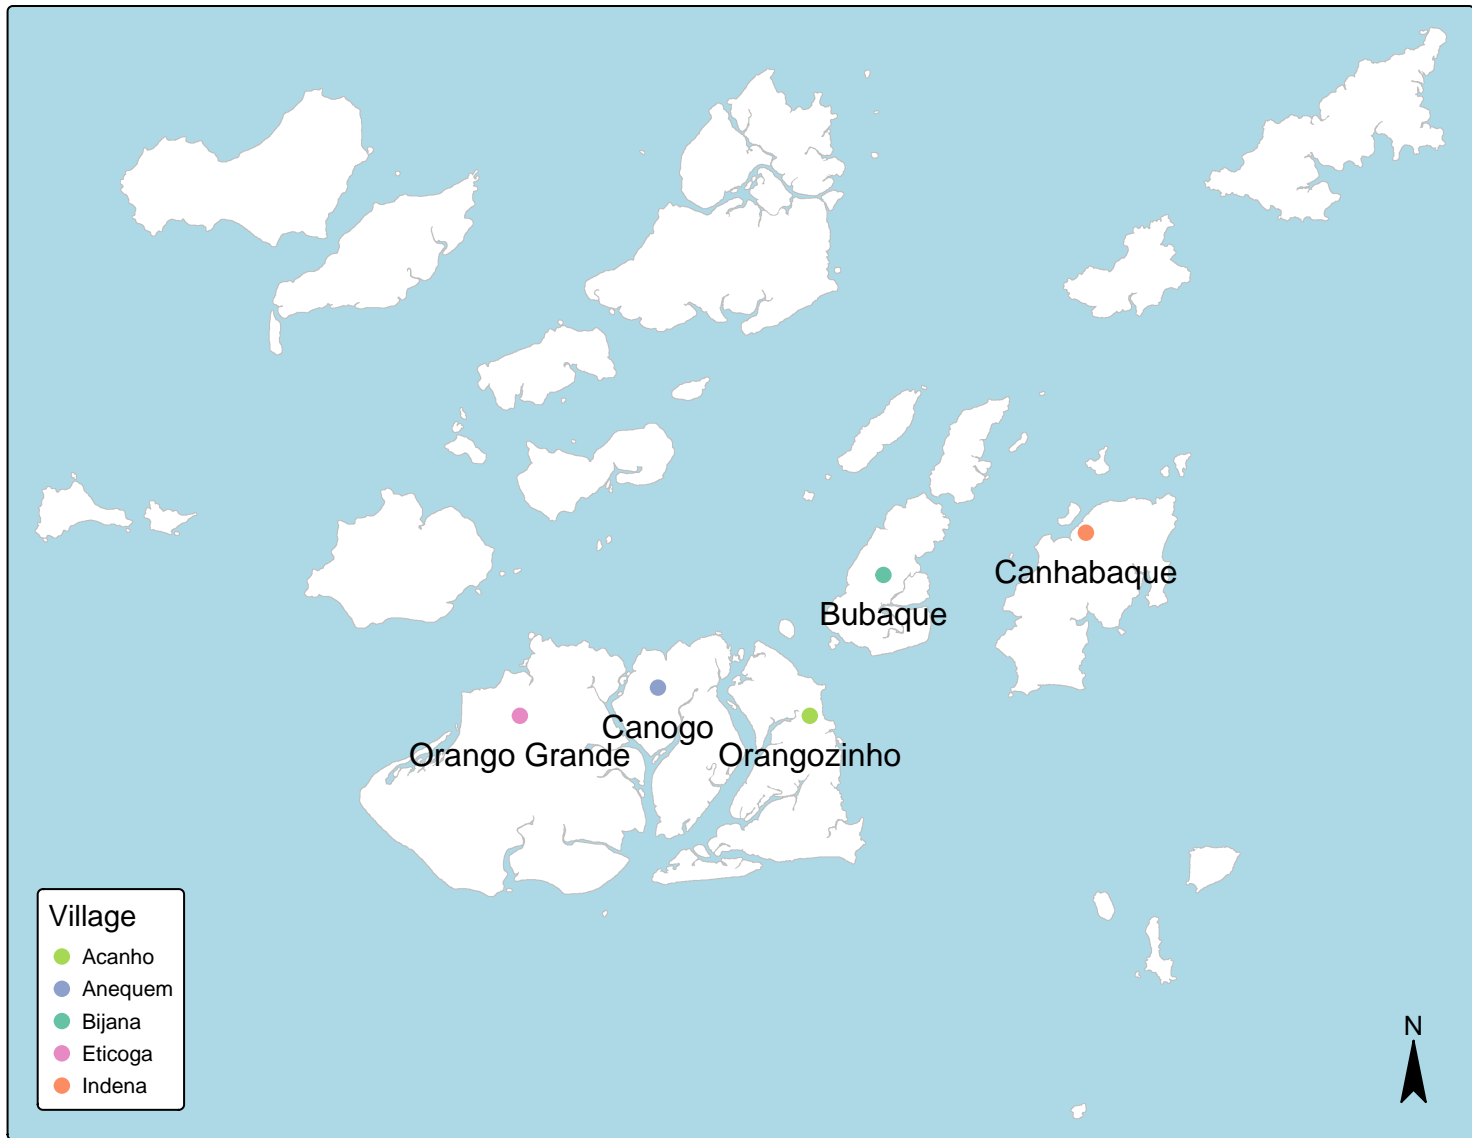 Canhabaque
Bubaque
Canogo
Orango Grande
Orangozinho
Village
Acanho
Anequem
Bijana
Eticoga
Indena
N